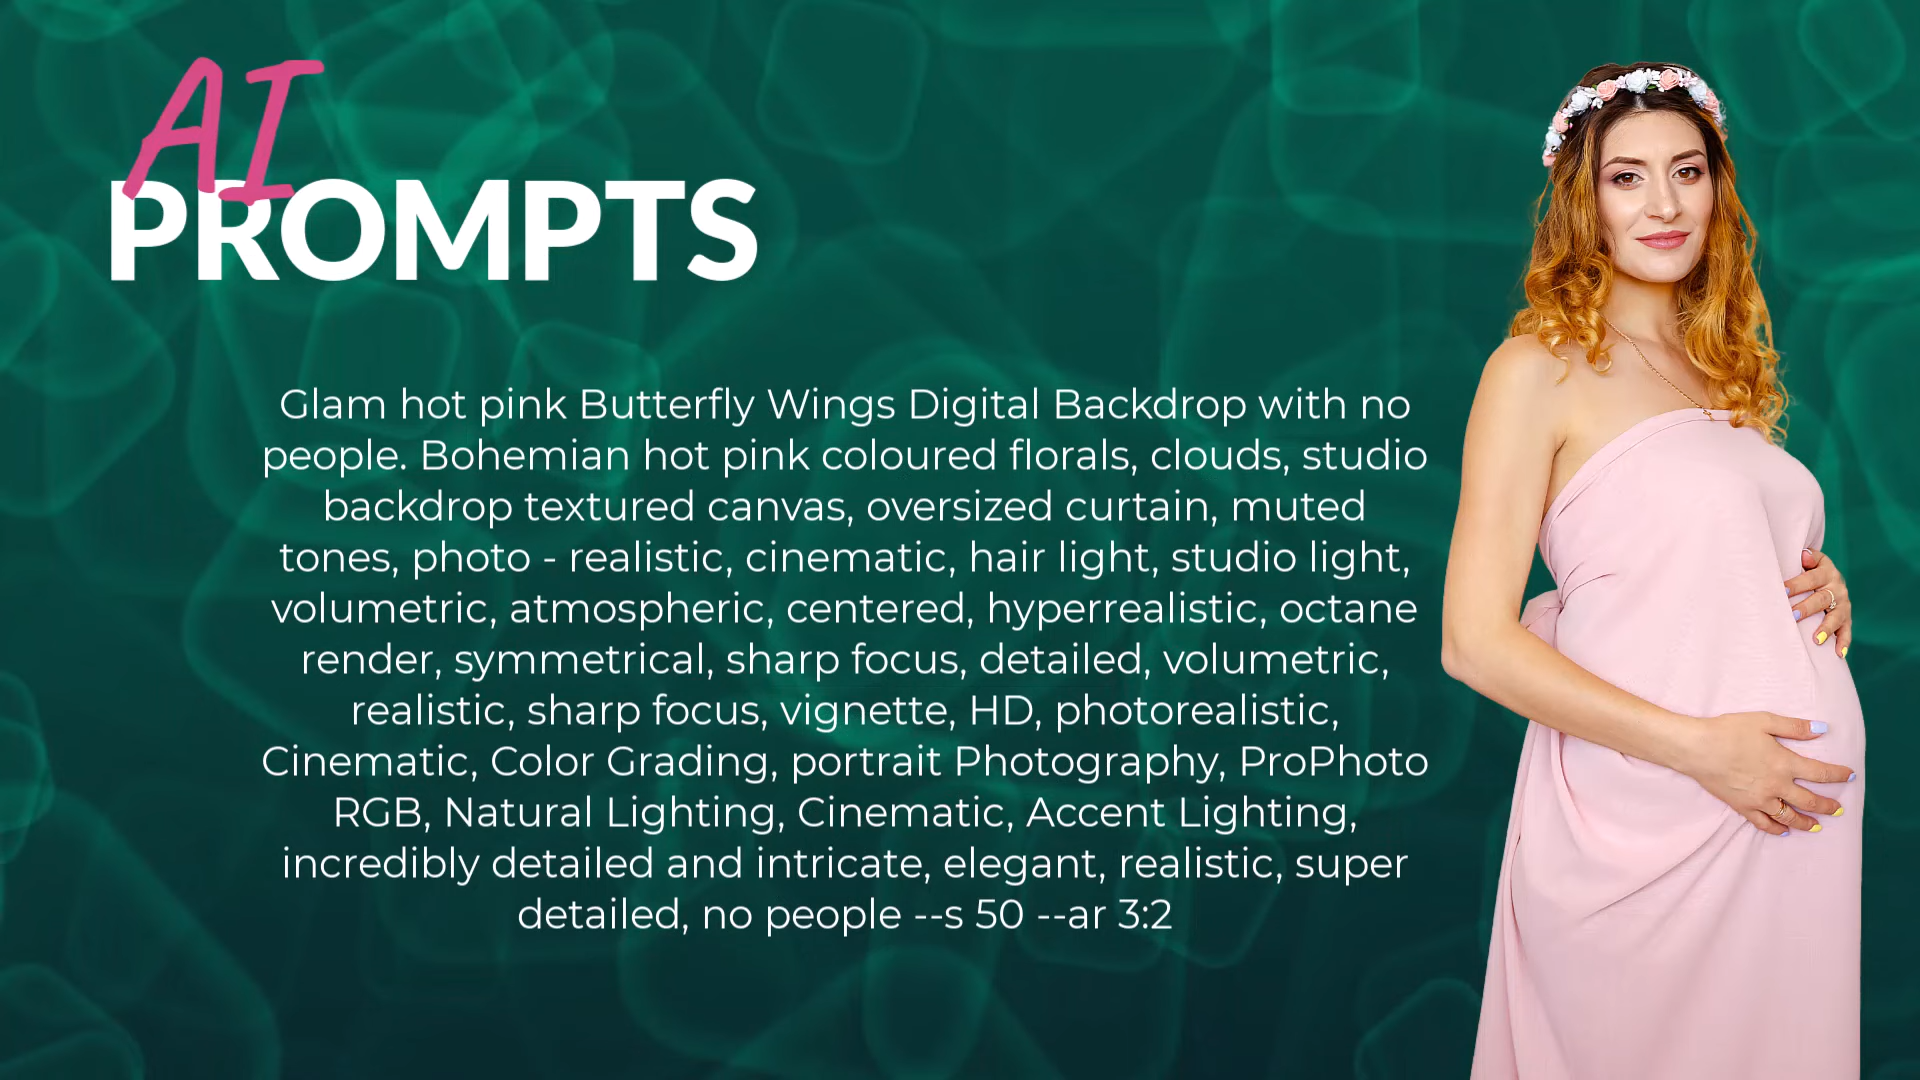 AI
PROMPTS
Glam hot pink Butterfly Wings Digital Backdrop with no
people. Bohemian hot pink coloured florals, clouds, studio
backdrop textured canvas, oversized curtain, muted
tones, photo - realistic, cinematic, hair light, studio light,
volumetric, atmospheric, centered, hyperrealistic, octane
render, symmetrical, sharp focus, detailed, volumetric,
realistic, sharp focus, vignette, HD, photorealistic,
Cinematic, Color Grading, portrait Photography, ProPhoto
RGB, Natural Lighting, Cinematic, Accent Lighting,
incredibly detailed and intricate, elegant, realistic, super
detailed, no people --s 50 --ar 3:2